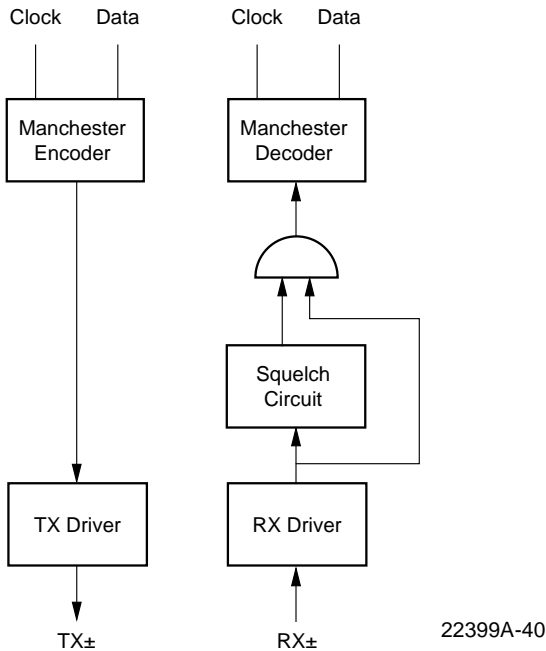 Clock Data
Clock Data
Manchester
Encoder
Manchester
Decoder
Squelch
Circuit
TX Driver
RX Driver
TX±
RX±
22399A-40